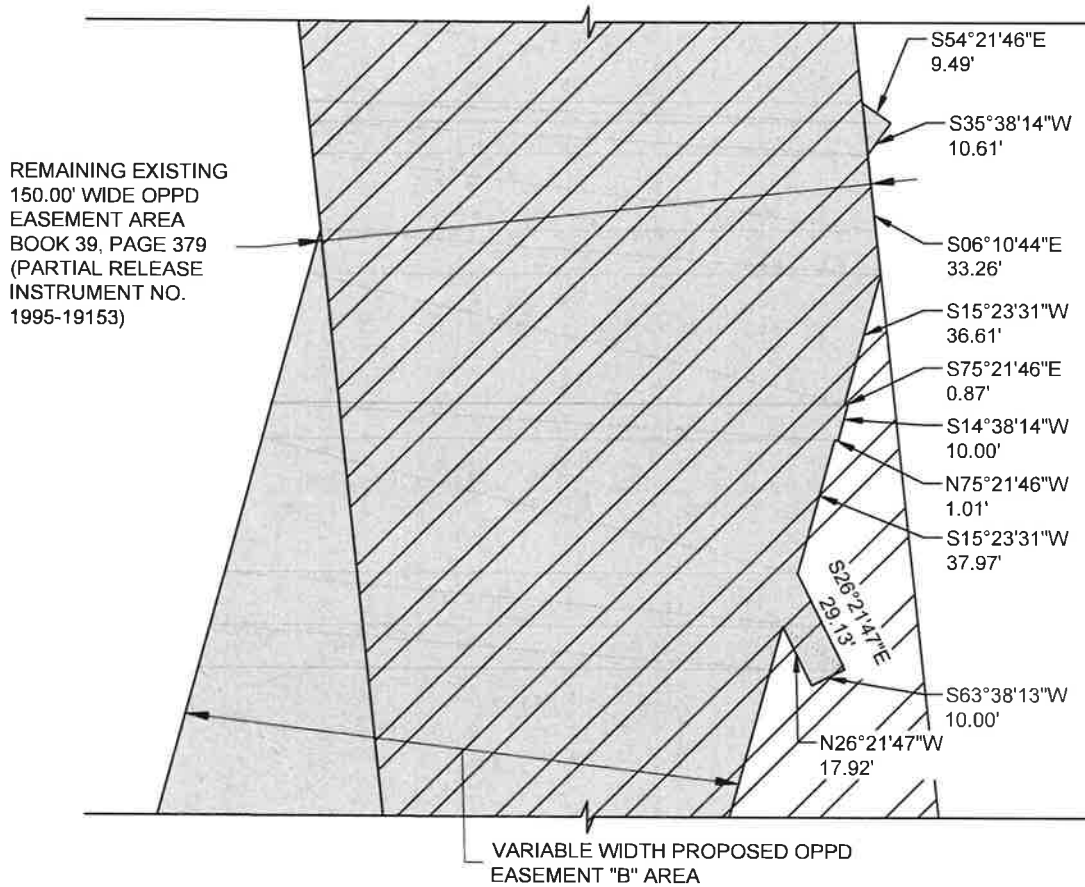 S54°21'46"E
9.49'
S35°38'14"W
10.61'
REMAINING EXISTING
150.00' WIDE OPPD
EASEMENT AREA
BOOK 39, PAGE 379
(PARTIAL RELEASE
INSTRUMENT NO.
1995-19153)
S06°10'44"E
33.26'
S15°23'31"W
36.61'
S75°21'46"E
0.87'
S14°38'14"W
10.00'
N75°21'46"W
1.01'
S15°23'31"W
37.97'
S26°21'47"E
29.13'
S63°38'13"W
10.00'
N26°21'47"W
17.92'
VARIABLE WIDTH PROPOSED OPPD
EASEMENT "B" AREA